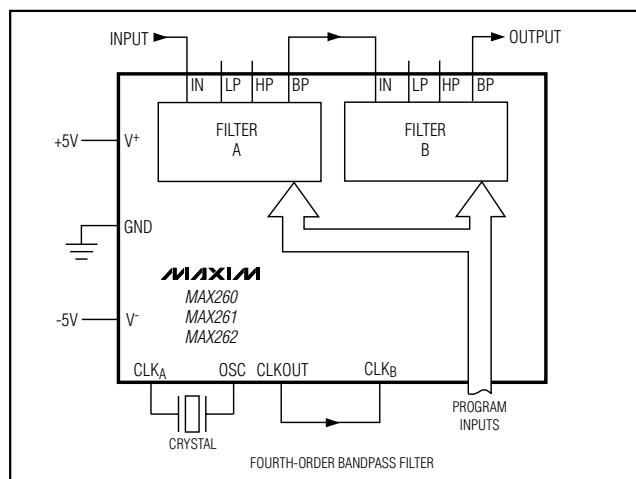 INPUT
OUTPUT
IN LP HP BP
IN LP HP BP
FILTER
A
FILTER
B
+5V
V+
GND
-5V
V-
MAXIM
MAX260
MAX261
MAX262
CLKA OSC CLKOUT CLKB
CRYSTAL
PROGRAM
INPUTS
FOURTH-ORDER BANDPASS FILTER